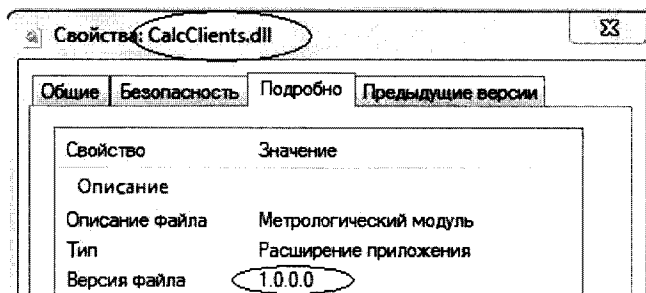 Свойства: CalcClients.dll
Общие Безопасность Подробно Предыдущие версии
Свойство Значение
Описание
Описание файла Метрологический модуль
Тип Расширение приложения
Версия файла 1.0.0.0